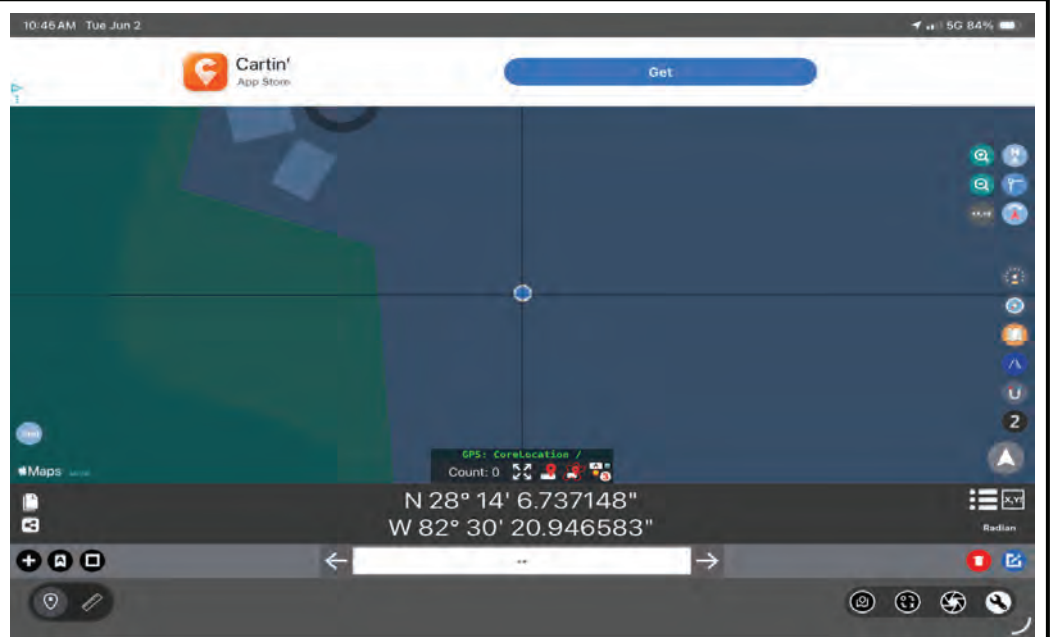 10:46 AM Tue Jun 2
5G 84%
Cartin'
App Store
Get
2
Maps
GPS: CoreLocation /
Count: 0
3
N 28° 14' 6.737148"
W 82° 30' 20.946583"
X,Y
Radian
--